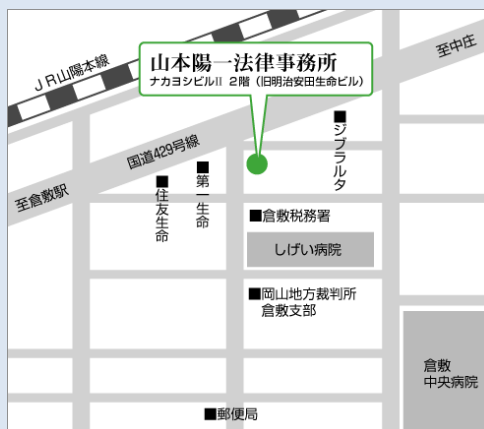 山本陽一法律事務所
ナカヨシビルII 2階（旧明治安田生命ビル）
至中庄
JR山陽本線
国道429号線
至倉敷駅
■ジブラルタ
■第一生命
■住友生命
■倉敷税務署
しげい病院
■岡山地方裁判所
倉敷支部
倉敷
中央病院
■郵便局